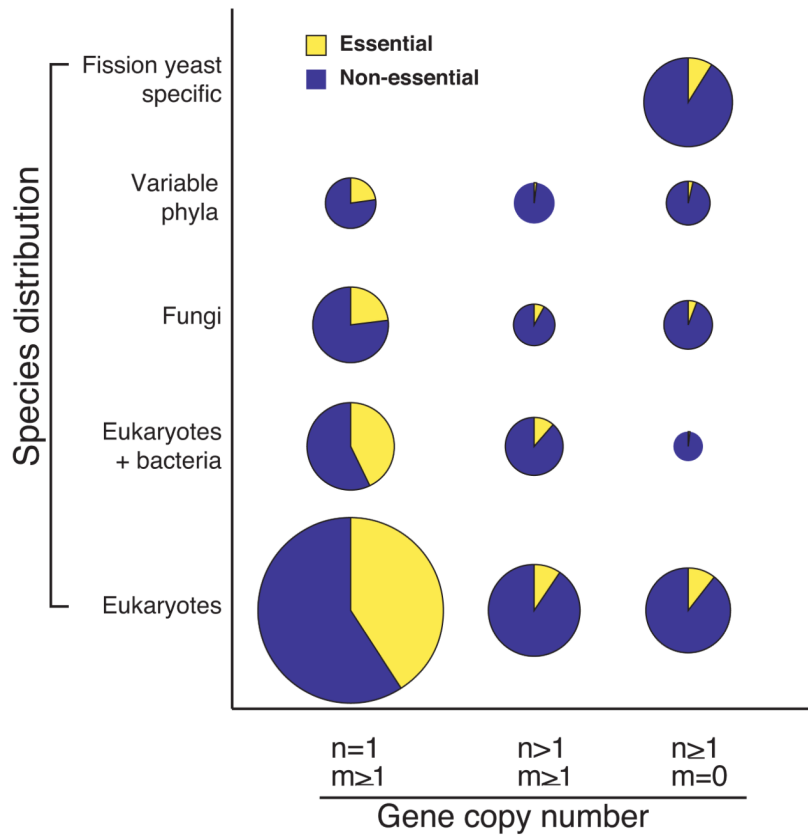 Essential
Non-essential
Fission yeast
specific
Variable
phyla
Fungi
Eukaryotes
+ bacteria
Eukaryotes
Species distribution
n=1
m≥1
n>1
m≥1
n≥1
m=0
Gene copy number